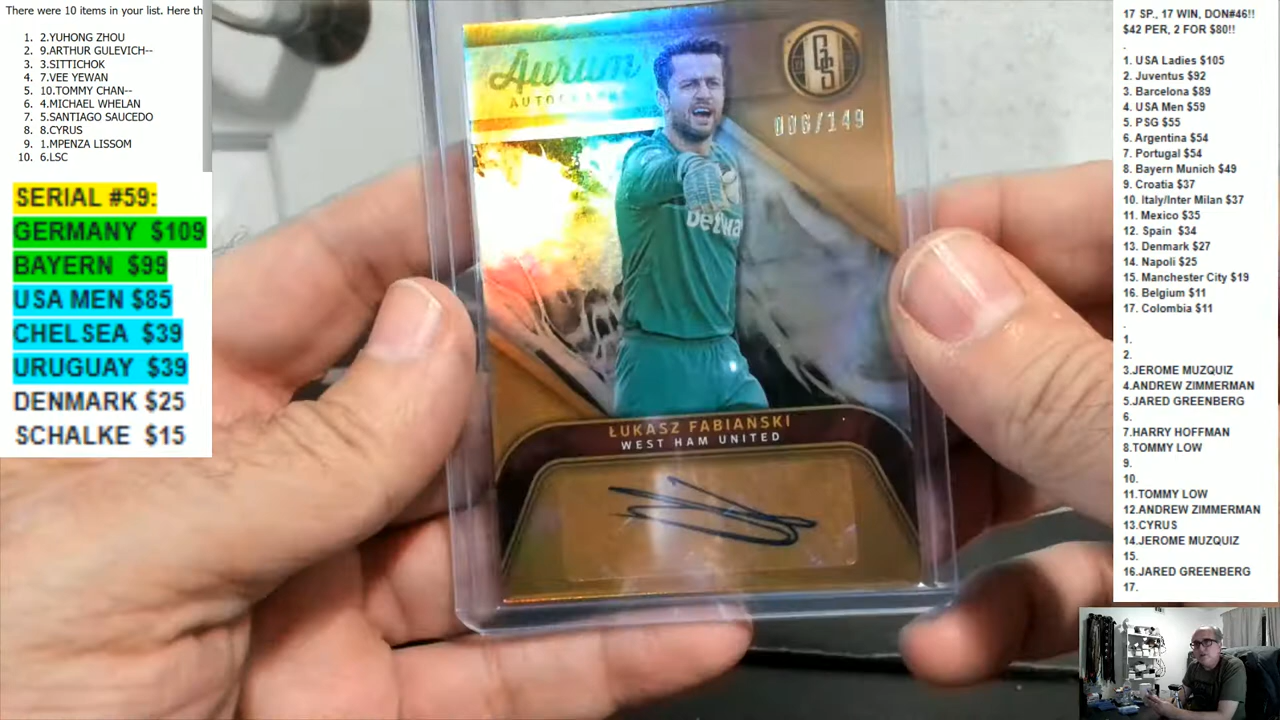 There were 10 items in your list. Here th
1. 2.YUHONG ZHOU
2. 9.ARTHUR GULEVICH--
3. 3.SITTICHOK
4. 7.VEE YEWAN
5. 10.TOMMY CHAN--
6. 4.MICHAEL WHELAN
7. 5.SANTIAGO SAUCEDO
8. 8.CYRUS
9. 1.MPENZA LISSOM
10. 6.LSC
SERIAL #59:
GERMANY $109
BAYERN $99
USA MEN $85
CHELSEA $39
URUGUAY $39
DENMARK $25
SCHALKE $15
Aurum
AUTOGRAPHS
GS
006/149
betway
ŁUKASZ FABIAŃSKI
WEST HAM UNITED
17 SP., 17 WIN, DON#46!!
$42 PER, 2 FOR $80!!
.
1. USA Ladies $105
2. Juventus $92
3. Barcelona $89
4. USA Men $59
5. PSG $55
6. Argentina $54
7. Portugal $54
8. Bayern Munich $49
9. Croatia $37
10. Italy/Inter Milan $37
11. Mexico $35
12. Spain $34
13. Denmark $27
14. Napoli $25
15. Manchester City $19
16. Belgium $11
17. Colombia $11
.
1.
2.
3.JEROME MUZQUIZ
4.ANDREW ZIMMERMAN
5.JARED GREENBERG
6.
7.HARRY HOFFMAN
8.TOMMY LOW
9.
10.
11.TOMMY LOW
12.ANDREW ZIMMERMAN
13.CYRUS
14.JEROME MUZQUIZ
15.
16.JARED GREENBERG
17.